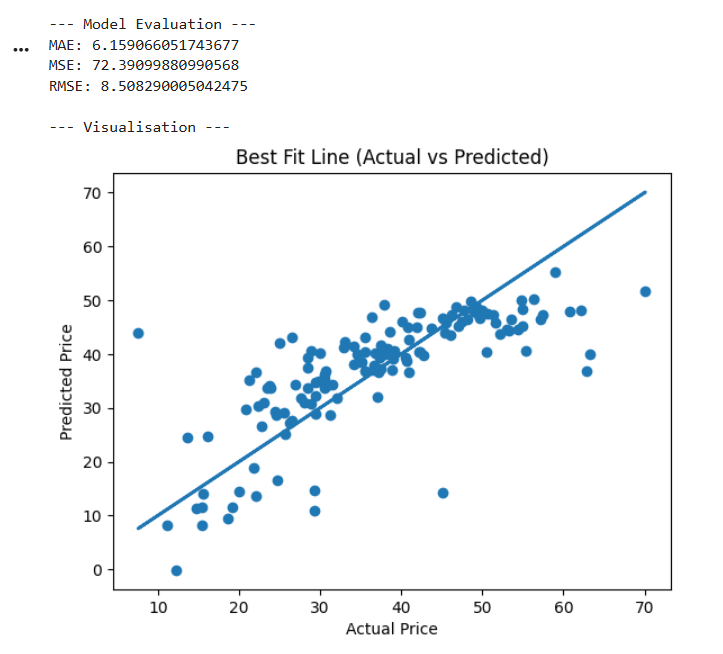 --- Model Evaluation ---
... MAE: 6.159066051743677
MSE: 72.39099880990568
RMSE: 8.508290005042475
--- Visualisation ---
Best Fit Line (Actual vs Predicted)
70
60
50
40
30
20
10
0
Predicted Price
10 20 30 40 50 60 70
Actual Price